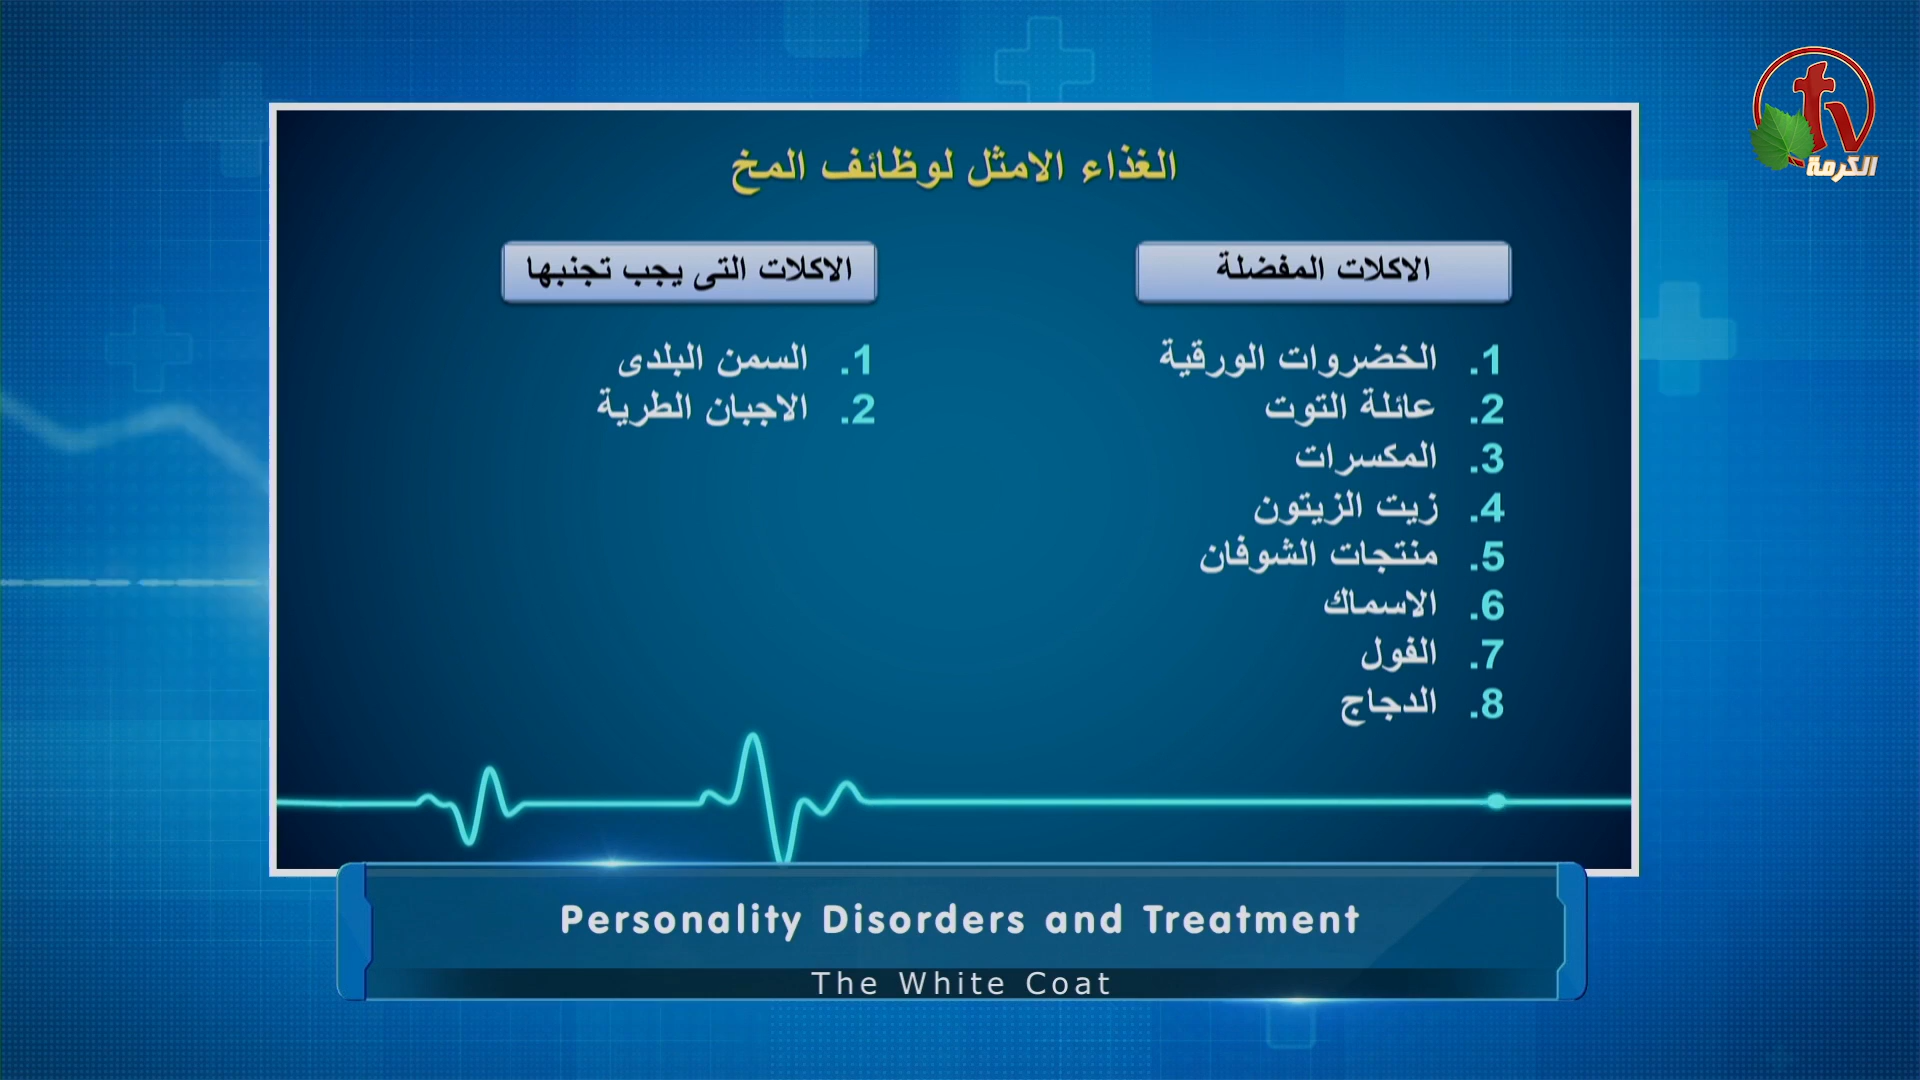 tv
الكرمة
الغذاء الامثل لوظائف المخ
الاكلات المفضلة
1. الخضروات الورقية
2. عائلة التوت
3. المكسرات
4. زيت الزيتون
5. منتجات الشوفان
6. الاسماك
7. الفول
8. الدجاج
الاكلات التى يجب تجنبها
1. السمن البلدى
2. الاجبان الطرية
Personality Disorders and Treatment
The White Coat